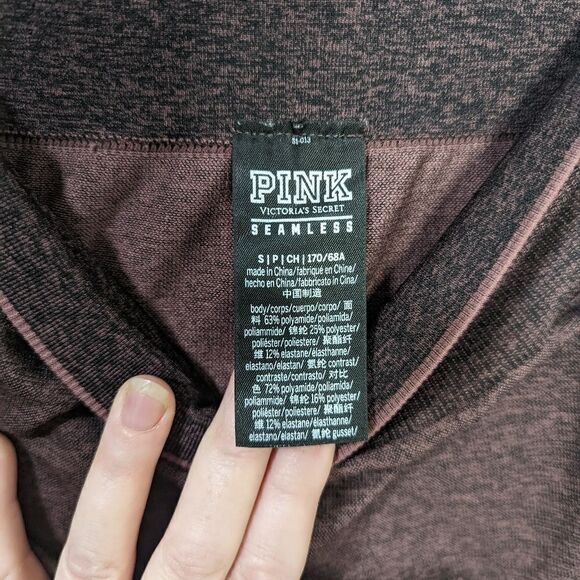 51-013
PINK
VICTORIA'S SECRET
SEAMLESS
S|P|CH|170/68A
made in China/fabriqué en Chine/
hecho en China/fabbricato in Cina/
中国制造
body/corps/cuerpo/corpo/ 面
料 63% polyamide/polyamida/
poliammide/ 锦纶 25% polyester/
poliéster/poliestere/ 聚酯纤
维 12% elastane/élasthanne/
elastano/elastan/ 氨纶 contrast/
contraste/contrasto/ 对比
色 72% polyamide/poliamida/
poliammide/ 锦纶 16% polyester/
poliéster/poliestere/ 聚酯纤
维 12% elastane/élasthanne/
elastano/elastan/ 氨纶 gusset/